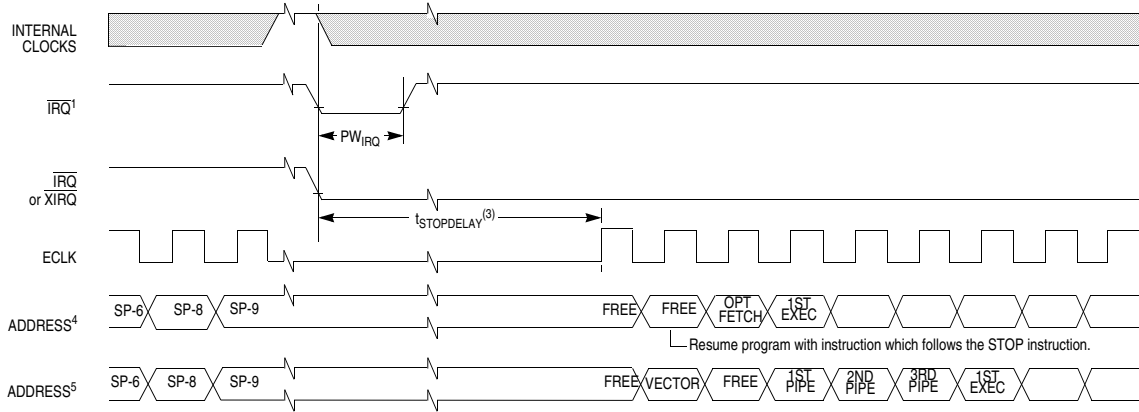 INTERNAL
CLOCKS
IRQ¹
PW_IRQ
IRQ
or XIRQ
t_STOPDELAY(3)
ECLK
ADDRESS⁴
SP-6 SP-8 SP-9 FREE FREE OPT FETCH 1ST EXEC
Resume program with instruction which follows the STOP instruction.
ADDRESS⁵
SP-6 SP-8 SP-9 FREE VECTOR FREE 1ST PIPE 2ND PIPE 3RD PIPE 1ST EXEC